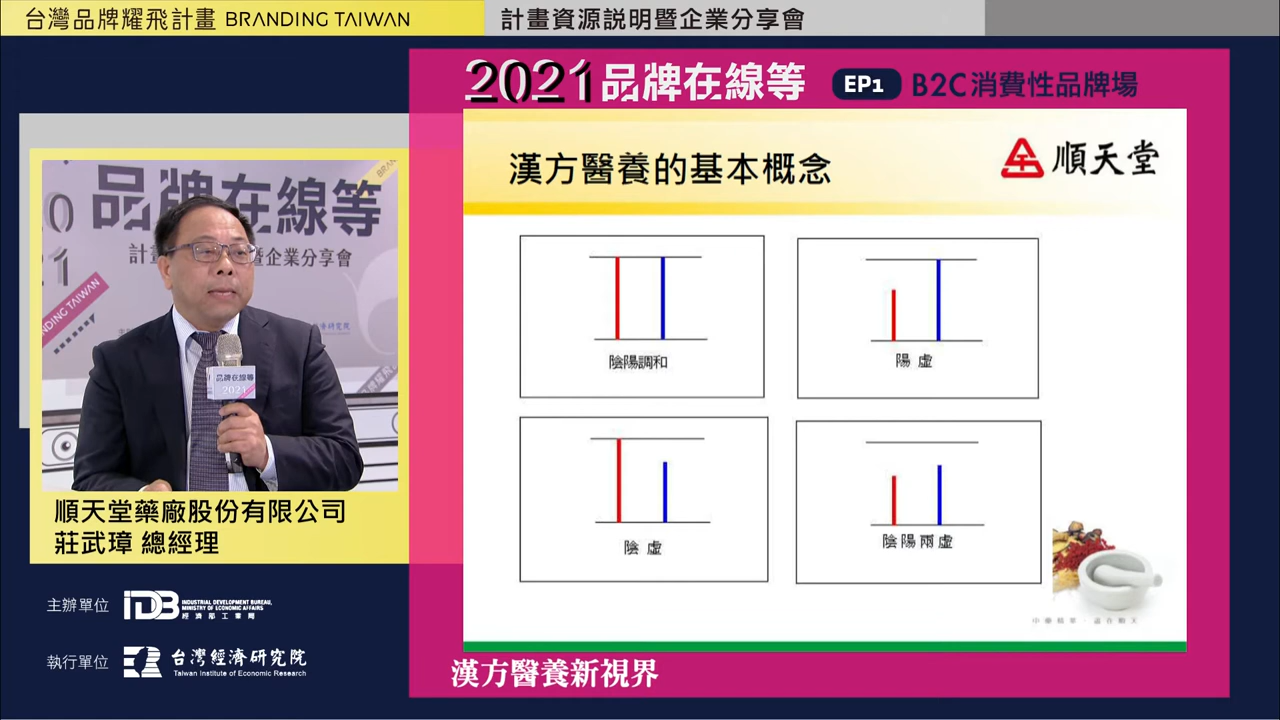 台灣品牌耀飛計畫 BRANDING TAIWAN
計畫資源説明暨企業分享會
2021品牌在線等
EP1
B2C消費性品牌場
漢方醫養的基本概念
順天堂
陰陽調和
陽 虛
陰 虛
陰陽兩虛
中藥精萃
漢方醫養新視界
品牌在線等
計
暨企業分享會
NDING TAIWAN
品牌在線等
2021
順天堂藥廠股份有限公司
莊武璋 總經理
主辦單位
IDB
INDUSTRIAL DEVELOPMENT BUREAU,
MINISTRY OF ECONOMIC AFFAIRS
經濟部工業局
執行單位
台灣經濟研究院
Taiwan Institute of Economic Research